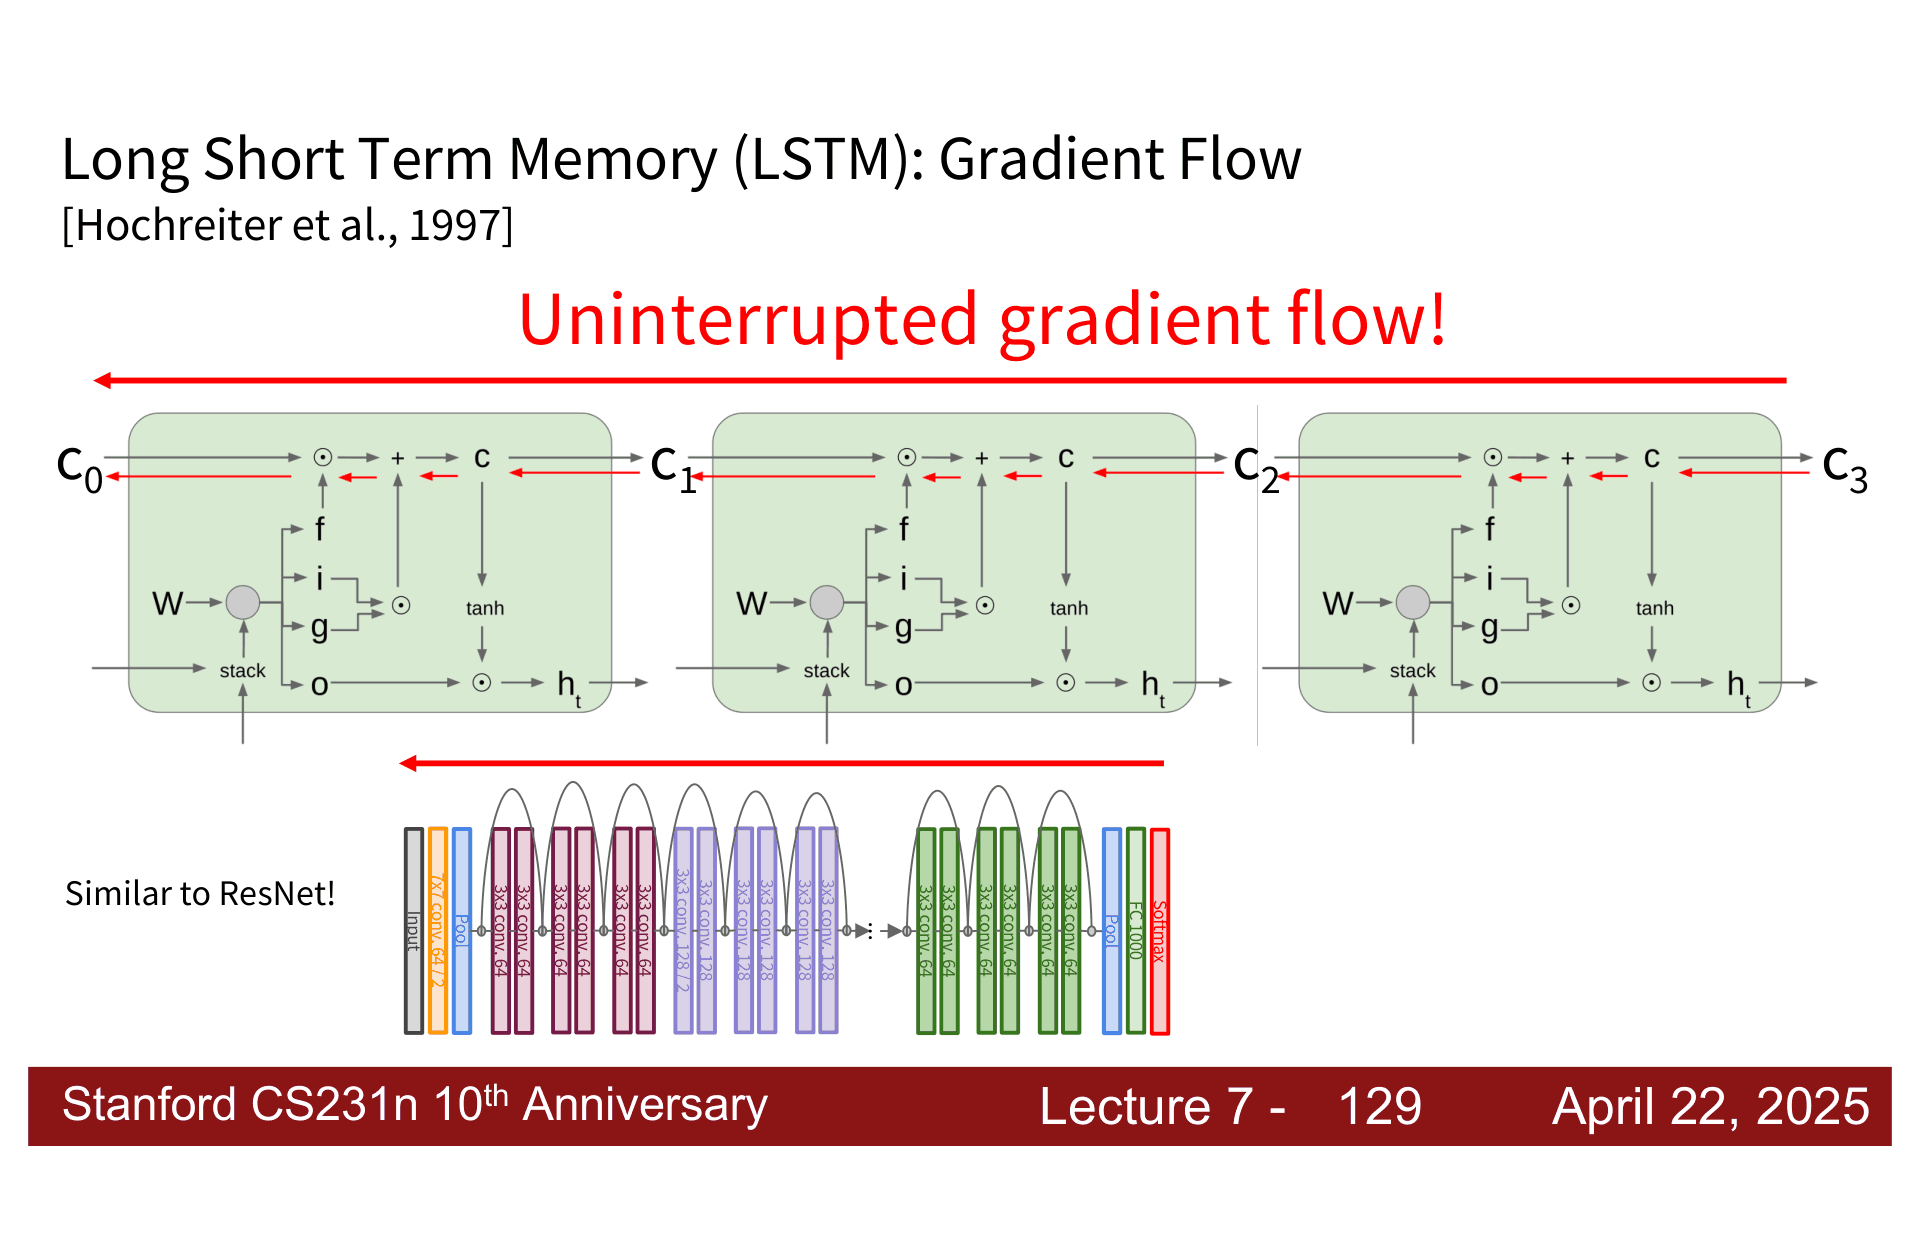 Long Short Term Memory (LSTM): Gradient Flow
[Hochreiter et al., 1997]
Uninterrupted gradient flow!
c0 ☉ + c c1 ☉ + c c2 ☉ + c c3
f f f
i i i
W ☉ tanh W ☉ tanh W ☉ tanh
g g g
stack stack stack
o ☉ ht o ☉ ht o ☉ ht
Similar to ResNet!
Input
7x7 conv. 64 / 2
Pool
3x3 conv. 64
3x3 conv. 64
3x3 conv. 64
3x3 conv. 64
3x3 conv. 64
3x3 conv. 64
3x3 conv. 128 / 2
3x3 conv. 128
3x3 conv. 128
3x3 conv. 128
3x3 conv. 128
3x3 conv. 128
...
3x3 conv. 64
3x3 conv. 64
3x3 conv. 64
3x3 conv. 64
3x3 conv. 64
3x3 conv. 64
Pool
FC 1000
Softmax
Stanford CS231n 10th Anniversary
Lecture 7 - 129
April 22, 2025